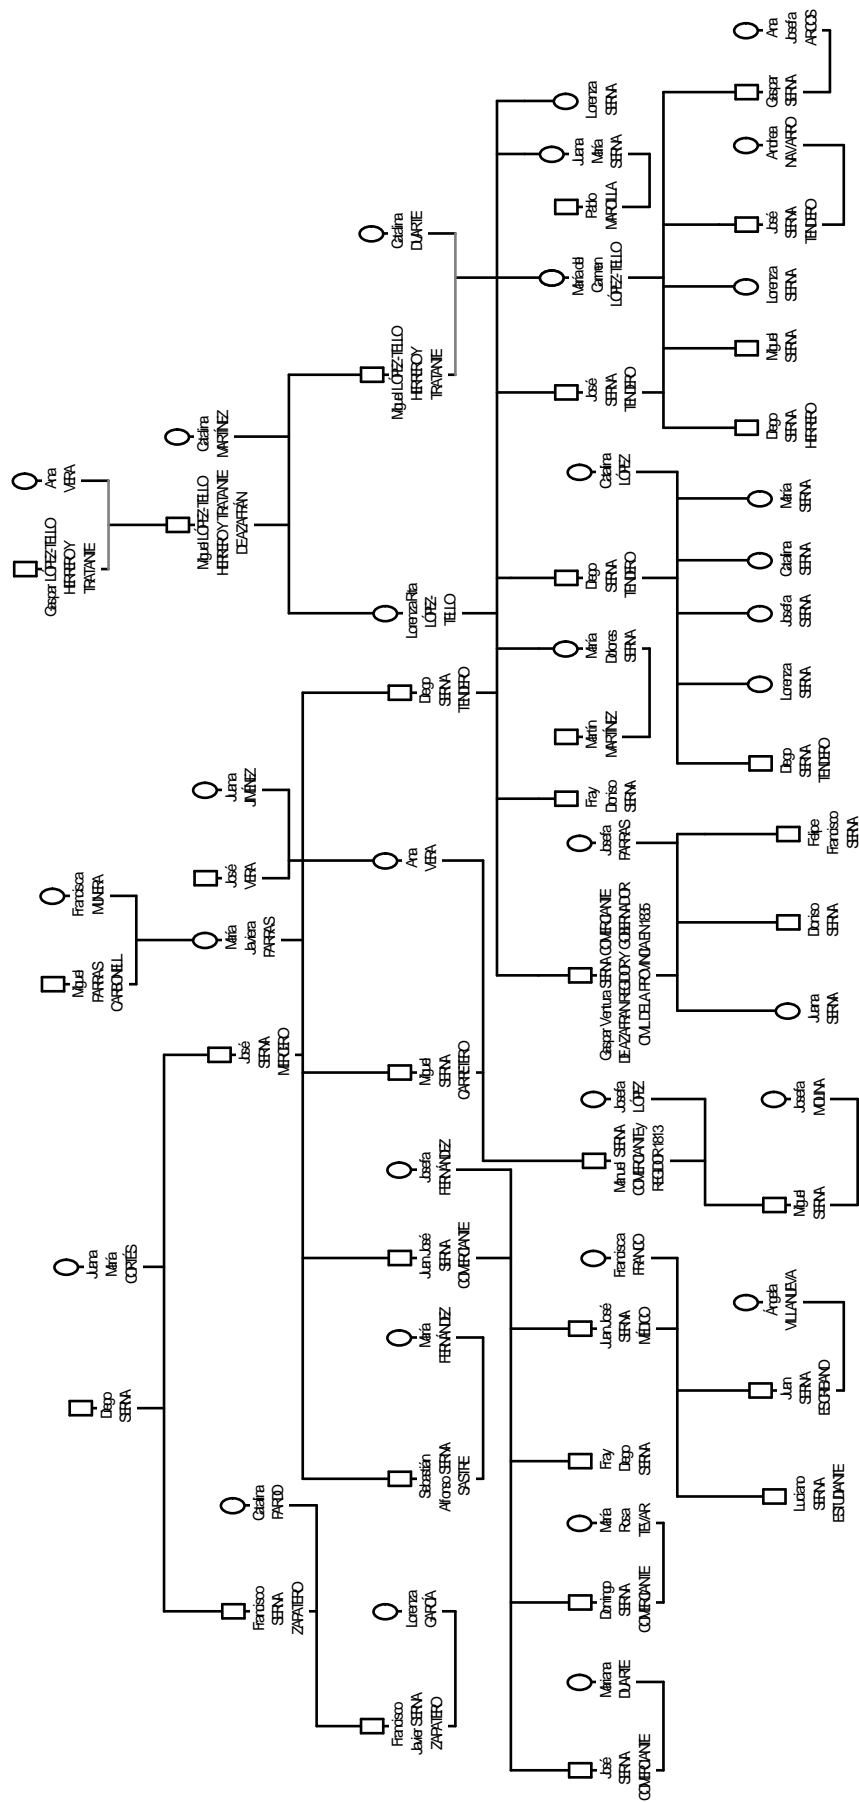 Diego
SERNA
Juana
María
CORTÉS
Miguel
PARRAS
CARBONELL
Francisca
MUNERA
Gaspar LÓPEZ-TELLO
HERRERO Y
TRATANTE
Ana
VERA
Francisco
SERNA
ZAPATERO
Catalina
PARDO
José
SERNA
MERCERO
María
Javiera
PARRAS
José
VERA
Juana
JIMÉNEZ
Miguel LÓPEZ-TELLO
HERRERO Y TRATANTE
DE AZAFRÁN
Catalina
MARTÍNEZ
Francisco
Javier SERNA
ZAPATERO
Lorenza
GARCÍA
Sebastián
Alfonso SERNA
SASTRE
María
FERNÁNDEZ
Juan José
SERNA
COMERCIANTE
Josefa
FERNÁNDEZ
Miguel
SERNA
CARRETERO
Ana
VERA
Diego
SERNA
TENDERO
Lorenza Rita
LÓPEZ-
TELLO
Miguel LÓPEZ-TELLO
HERRERO Y
TRATANTE
Catalina
DUARTE
José
SERNA
COMERCIANTE
Mariana
DUARTE
Domingo
SERNA
COMERCIANTE
María
Rosa
TEVAR
Fray
Diego
SERNA
Juan José
SERNA
MÉDICO
Francisca
FRANCO
Manuel SERNA
COMERCIANTE y
REGIDOR 1813
Josefa
LÓPEZ
Gaspar Ventura SERNA COMERCIANTE
DE AZAFRAN REGIDOR Y GOBERNADOR
CIVIL DE LA PROVINCIA EN 1835
Josefa
PARRAS
Fray
Dioniso
SERNA
Martín
MARTÍNEZ
María
Dolores
SERNA
Diego
SERNA
TENDERO
Catalina
LÓPEZ
José
SERNA
TENDERO
María del
Carmen
LÓPEZ-TELLO
Pablo
MAROLLA
Juana
María
SERNA
Lorenza
SERNA
Luciano
SERNA
ESTUDIANTE
Juan
SERNA
ESCRIBANO
Ángela
VILLANUEVA
Miguel
SERNA
Josefa
MOLINA
Juana
SERNA
Dioniso
SERNA
Felipe
Francisco
SERNA
Diego
SERNA
TENDERO
Lorenza
SERNA
Josefa
SERNA
Catalina
SERNA
María
SERNA
Diego
SERNA
HERRERO
Miguel
SERNA
Lorenza
SERNA
José
SERNA
TENDERO
Andrea
NAVARRO
Gaspar
SERNA
Ana
Josefa
ARCOS